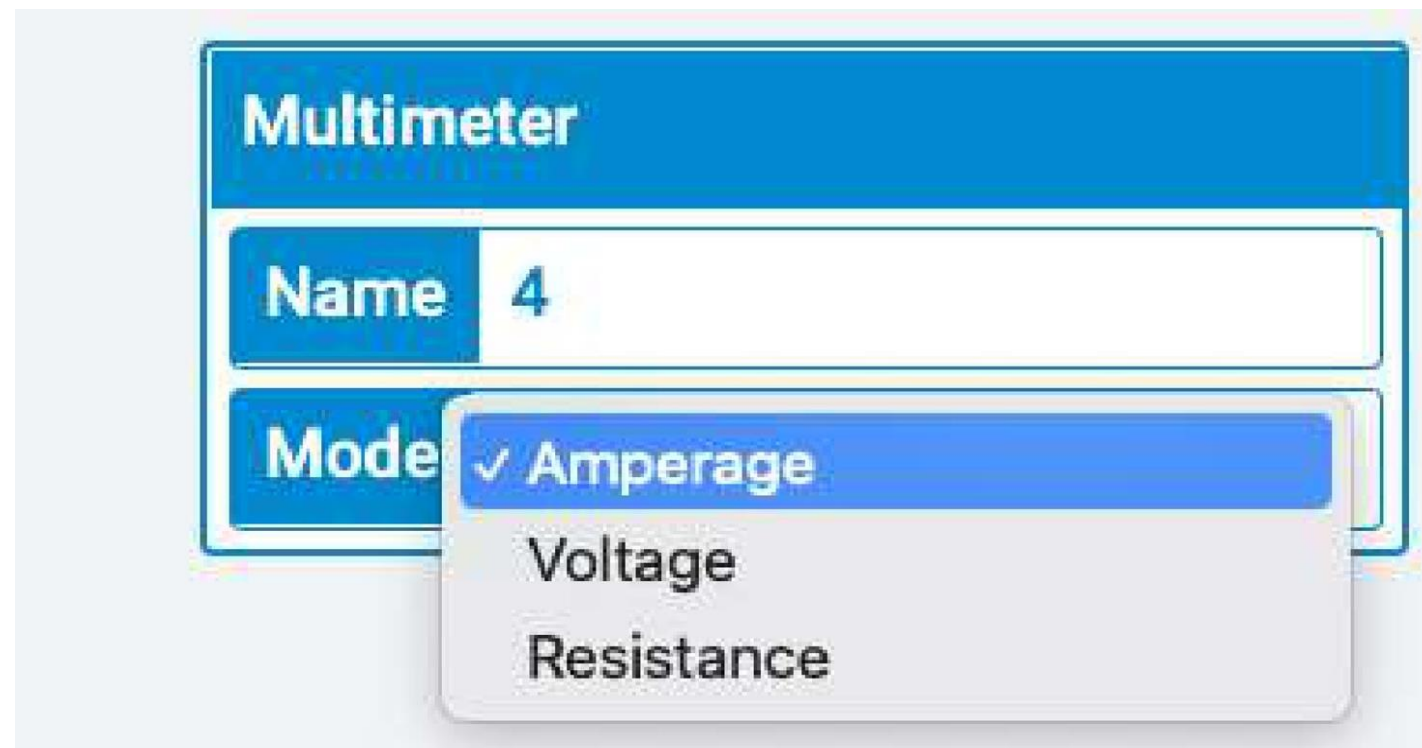 Multimeter
Name 4
Mode ✓ Amperage
Voltage
Resistance